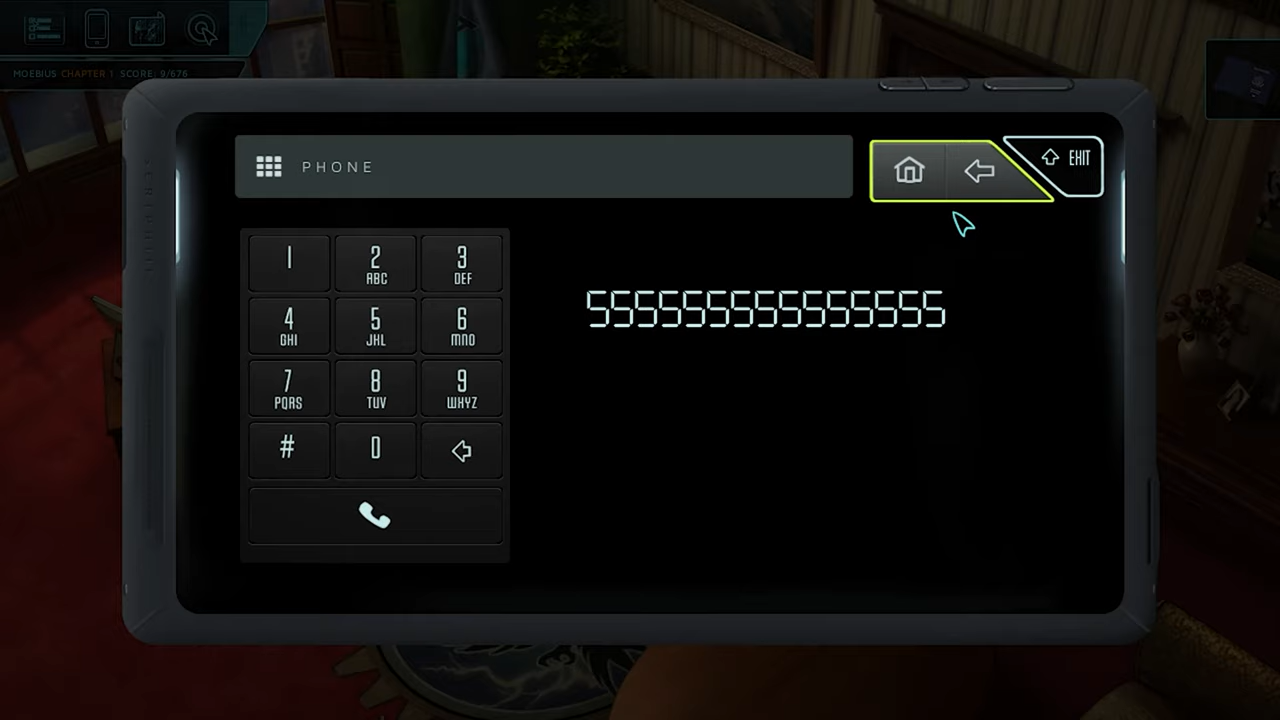 MOEBIUS CHAPTER 1 SCORE: 9/676
PHONE
EXIT
1
2
ABC
3
DEF
4
GHI
5
JKL
6
MNO
7
PQRS
8
TUV
9
WXYZ
#
0
555555555555555